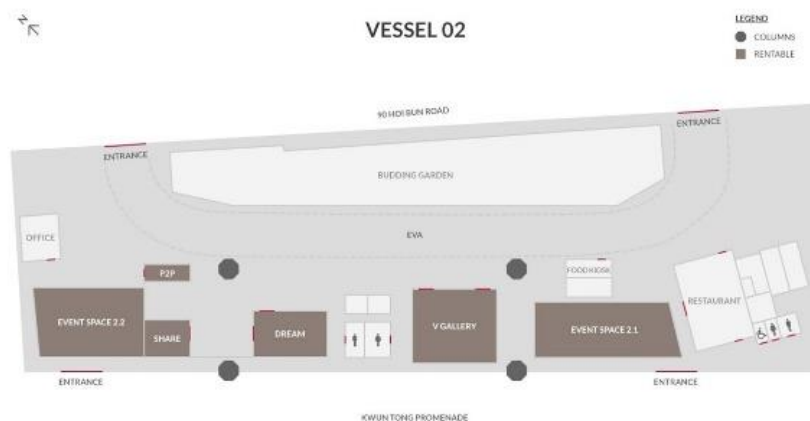 N
VESSEL 02
LEGEND
COLUMNS
RENTABLE
90 HOI BUN ROAD
ENTRANCE
ENTRANCE
BUDDING GARDEN
OFFICE
EVA
P2P
FOOD KIOSK
RESTAURANT
EVENT SPACE 2.2
SHARE
DREAM
V GALLERY
EVENT SPACE 2.1
ENTRANCE
ENTRANCE
KWUN TONG PROMENADE